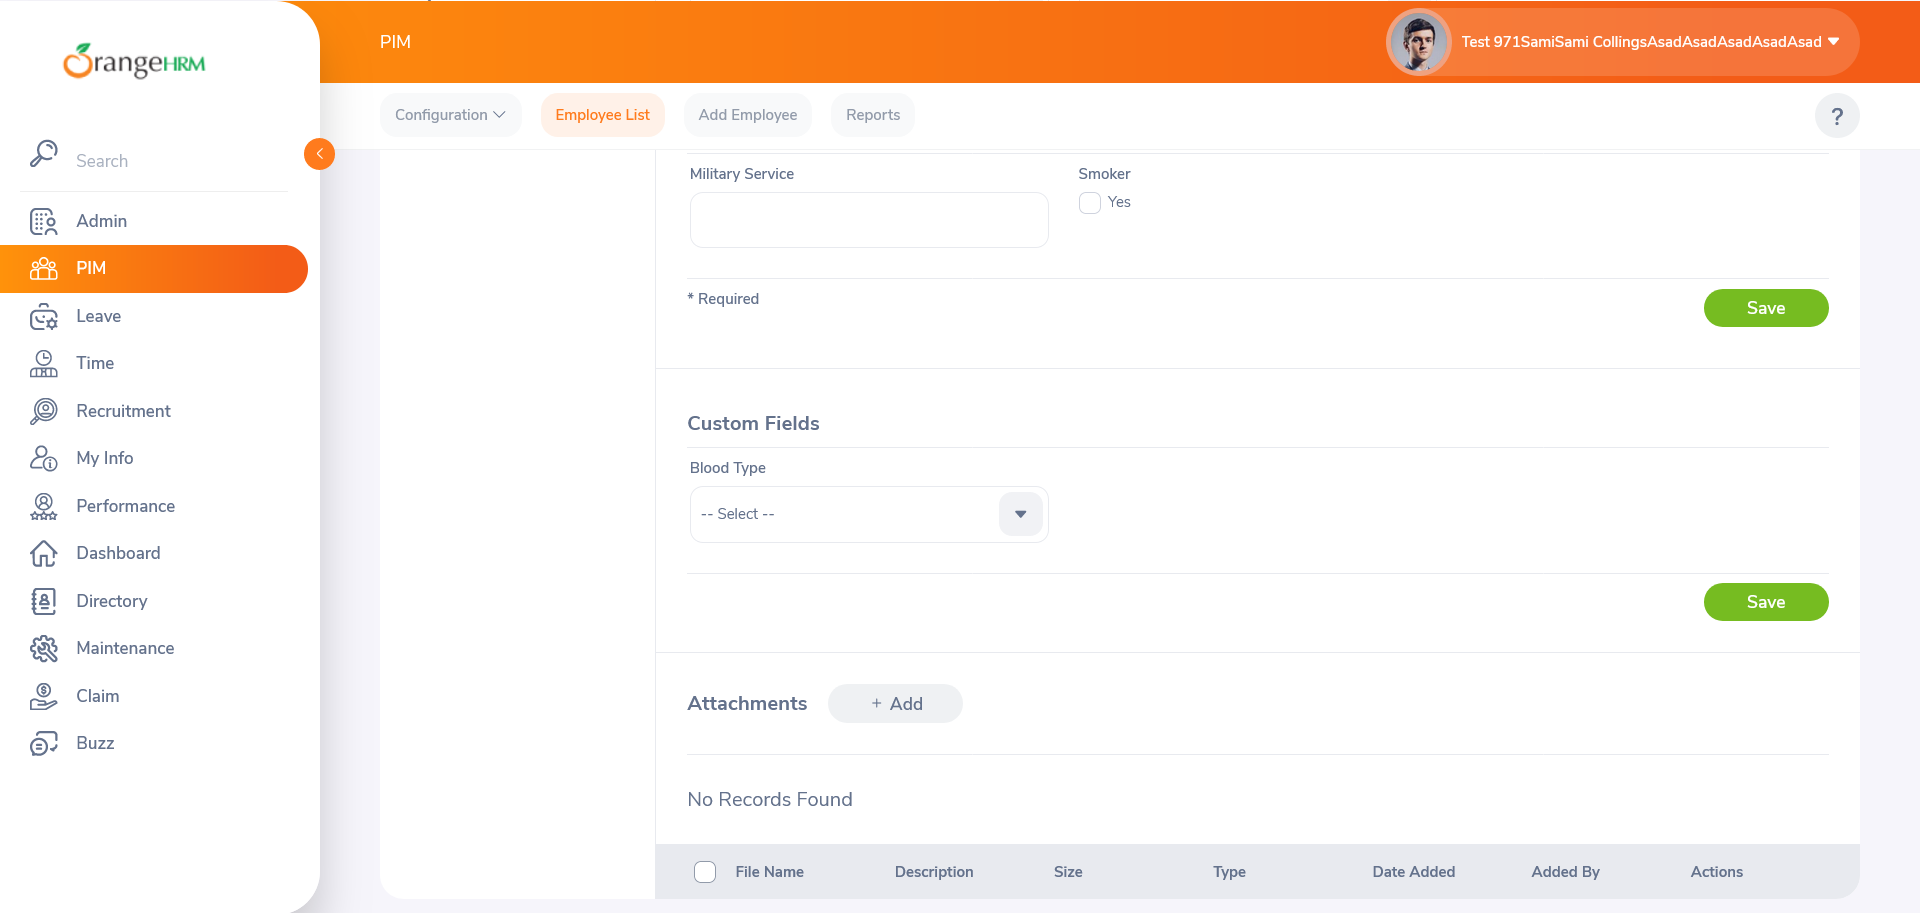 OrangeHRM
PIM
Test 971SamiSami CollingsAsadAsadAsadAsadAsad
Configuration
Employee List
Add Employee
Reports
?
Search
Admin
PIM
Leave
Time
Recruitment
My Info
Performance
Dashboard
Directory
Maintenance
Claim
Buzz
Military Service
Smoker
Yes
* Required
Save
Custom Fields
Blood Type
-- Select --
Save
Attachments
+ Add
No Records Found
File Name
Description
Size
Type
Date Added
Added By
Actions